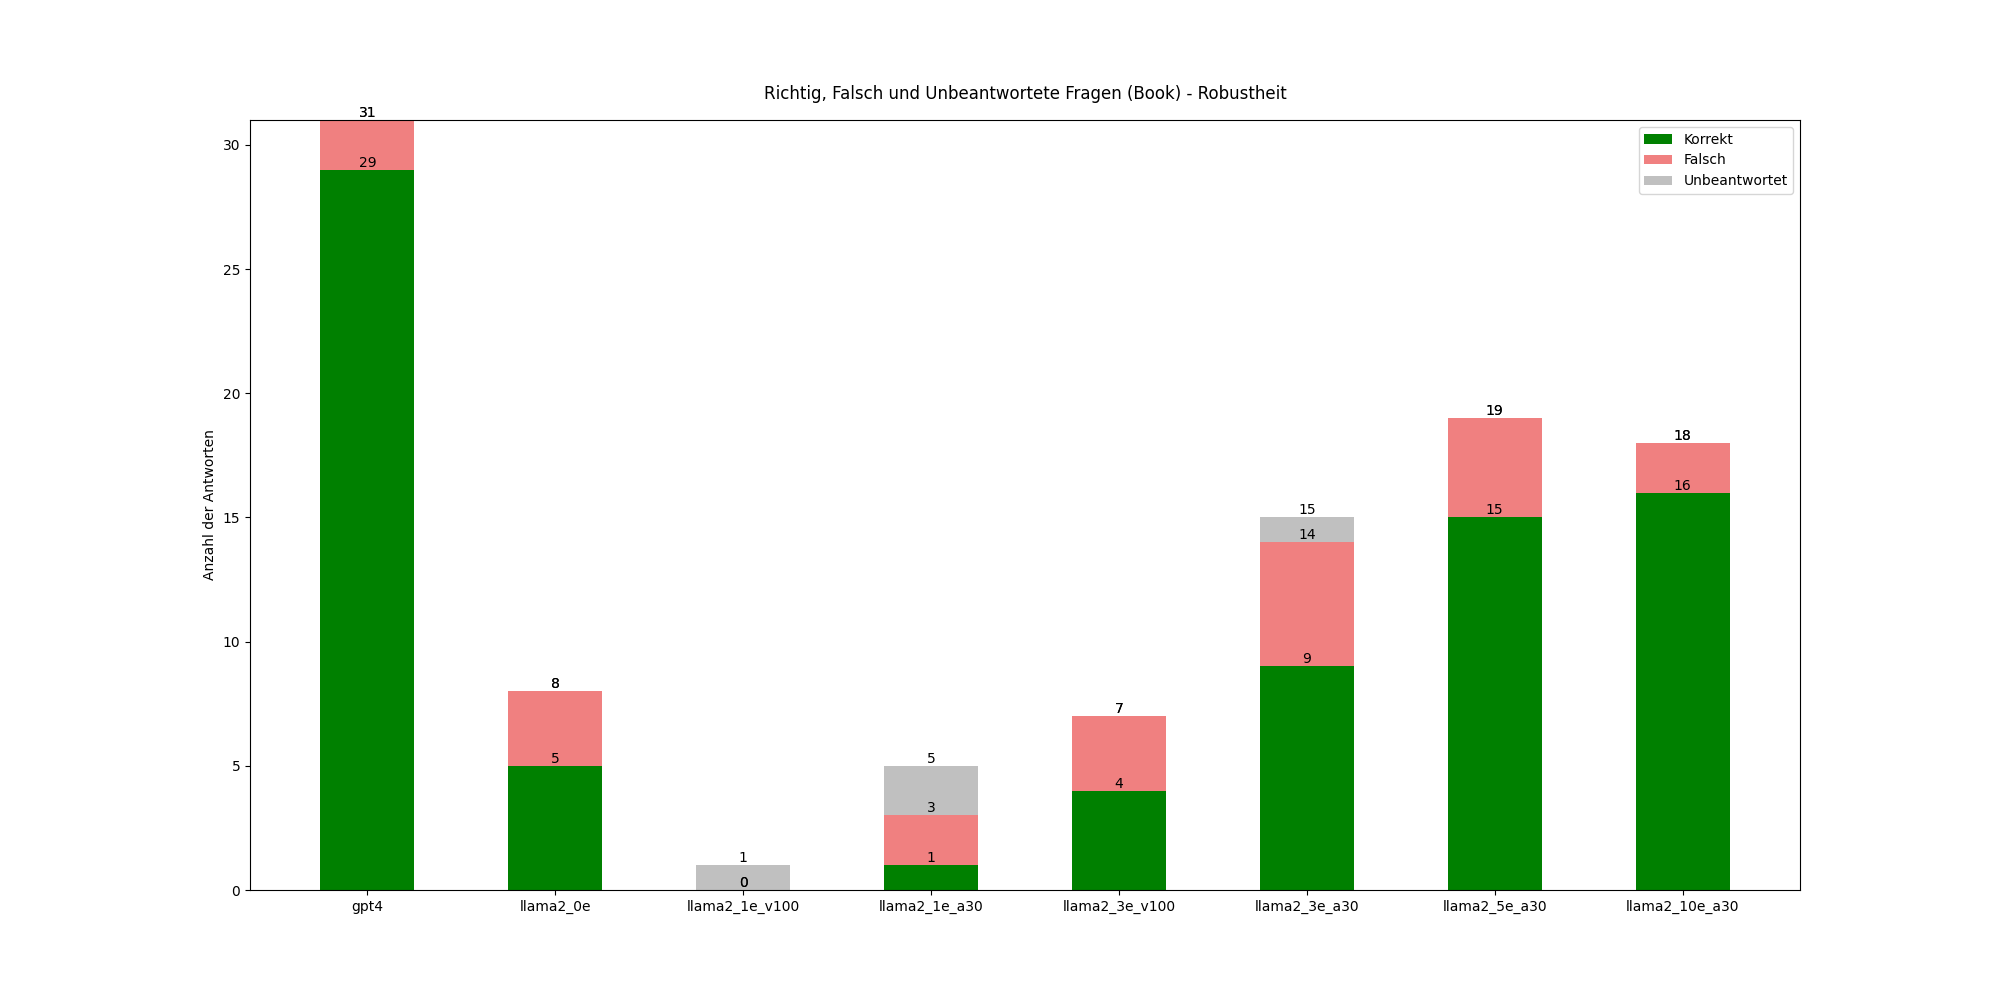 Richtig, Falsch und Unbeantwortete Fragen (Book) - Robustheit
Korrekt
Falsch
Unbeantwortet
Anzahl der Antworten
30
25
20
15
10
5
0
31
29
8
5
1
0
5
3
1
7
4
15
14
9
19
15
18
16
gpt4
llama2_0e
llama2_1e_v100
llama2_1e_a30
llama2_3e_v100
llama2_3e_a30
llama2_5e_a30
llama2_10e_a30